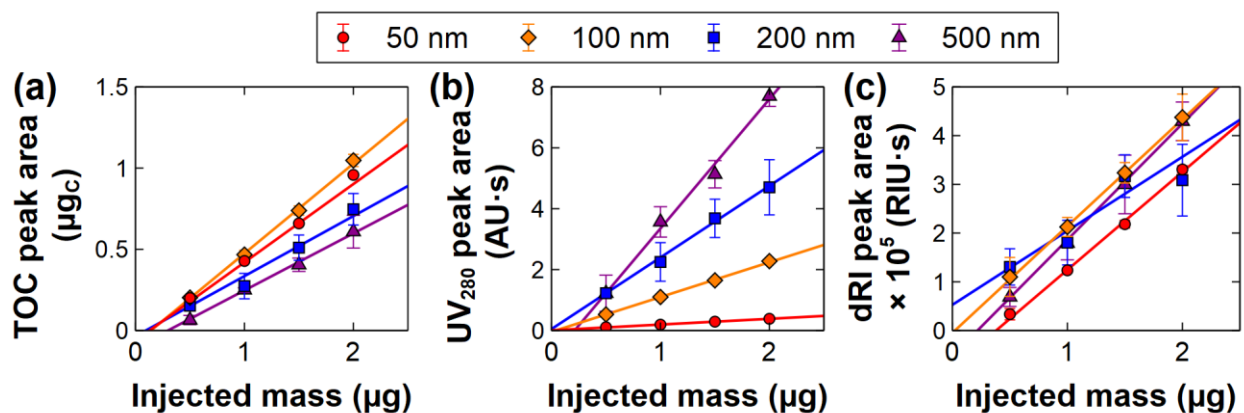 50 nm 100 nm 200 nm 500 nm
(a) (b) (c)
TOC peak area
(μgC)
1.5
1
0.5
0
0 1 2
Injected mass (μg)
UV280 peak area
(AU·s)
8
6
4
2
0
0 1 2
Injected mass (μg)
dRI peak area
× 10⁵ (RIU·s)
5
4
3
2
1
0
0 1 2
Injected mass (μg)